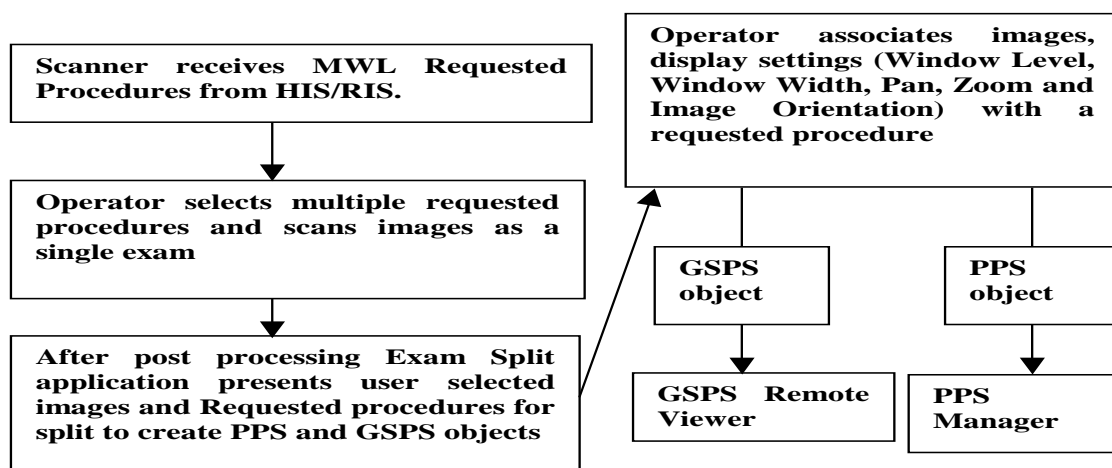 Scanner receives MWL Requested
Procedures from HIS/RIS.
Operator selects multiple requested
procedures and scans images as a
single exam
After post processing Exam Split
application presents user selected
images and Requested procedures for
split to create PPS and GSPS objects
Operator associates images,
display settings (Window Level,
Window Width, Pan, Zoom and
Image Orientation) with a
requested procedure
GSPS
object
PPS
object
GSPS Remote
Viewer
PPS
Manager